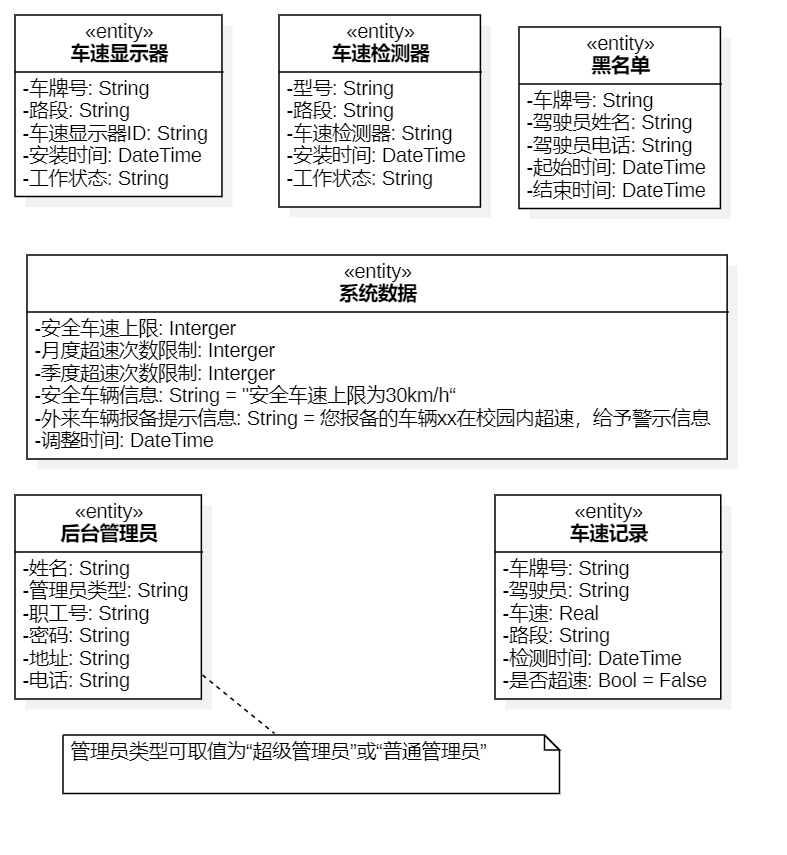 «entity»
车速显示器
-车牌号: String
-路段: String
-车速显示器ID: String
-安装时间: DateTime
-工作状态: String
«entity»
车速检测器
-型号: String
-路段: String
-车速检测器: String
-安装时间: DateTime
-工作状态: String
«entity»
黑名单
-车牌号: String
-驾驶员姓名: String
-驾驶员电话: String
-起始时间: DateTime
-结束时间: DateTime
«entity»
系统数据
-安全车速上限: Interger
-月度超速次数限制: Interger
-季度超速次数限制: Interger
-安全车辆信息: String = "安全车速上限为30km/h“
-外来车辆报备提示信息: String = 您报备的车辆xx在校园内超速，给予警示信息
-调整时间: DateTime
«entity»
后台管理员
-姓名: String
-管理员类型: String
-职工号: String
-密码: String
-地址: String
-电话: String
«entity»
车速记录
-车牌号: String
-驾驶员: String
-车速: Real
-路段: String
-检测时间: DateTime
-是否超速: Bool = False
管理员类型可取值为“超级管理员”或“普通管理员”